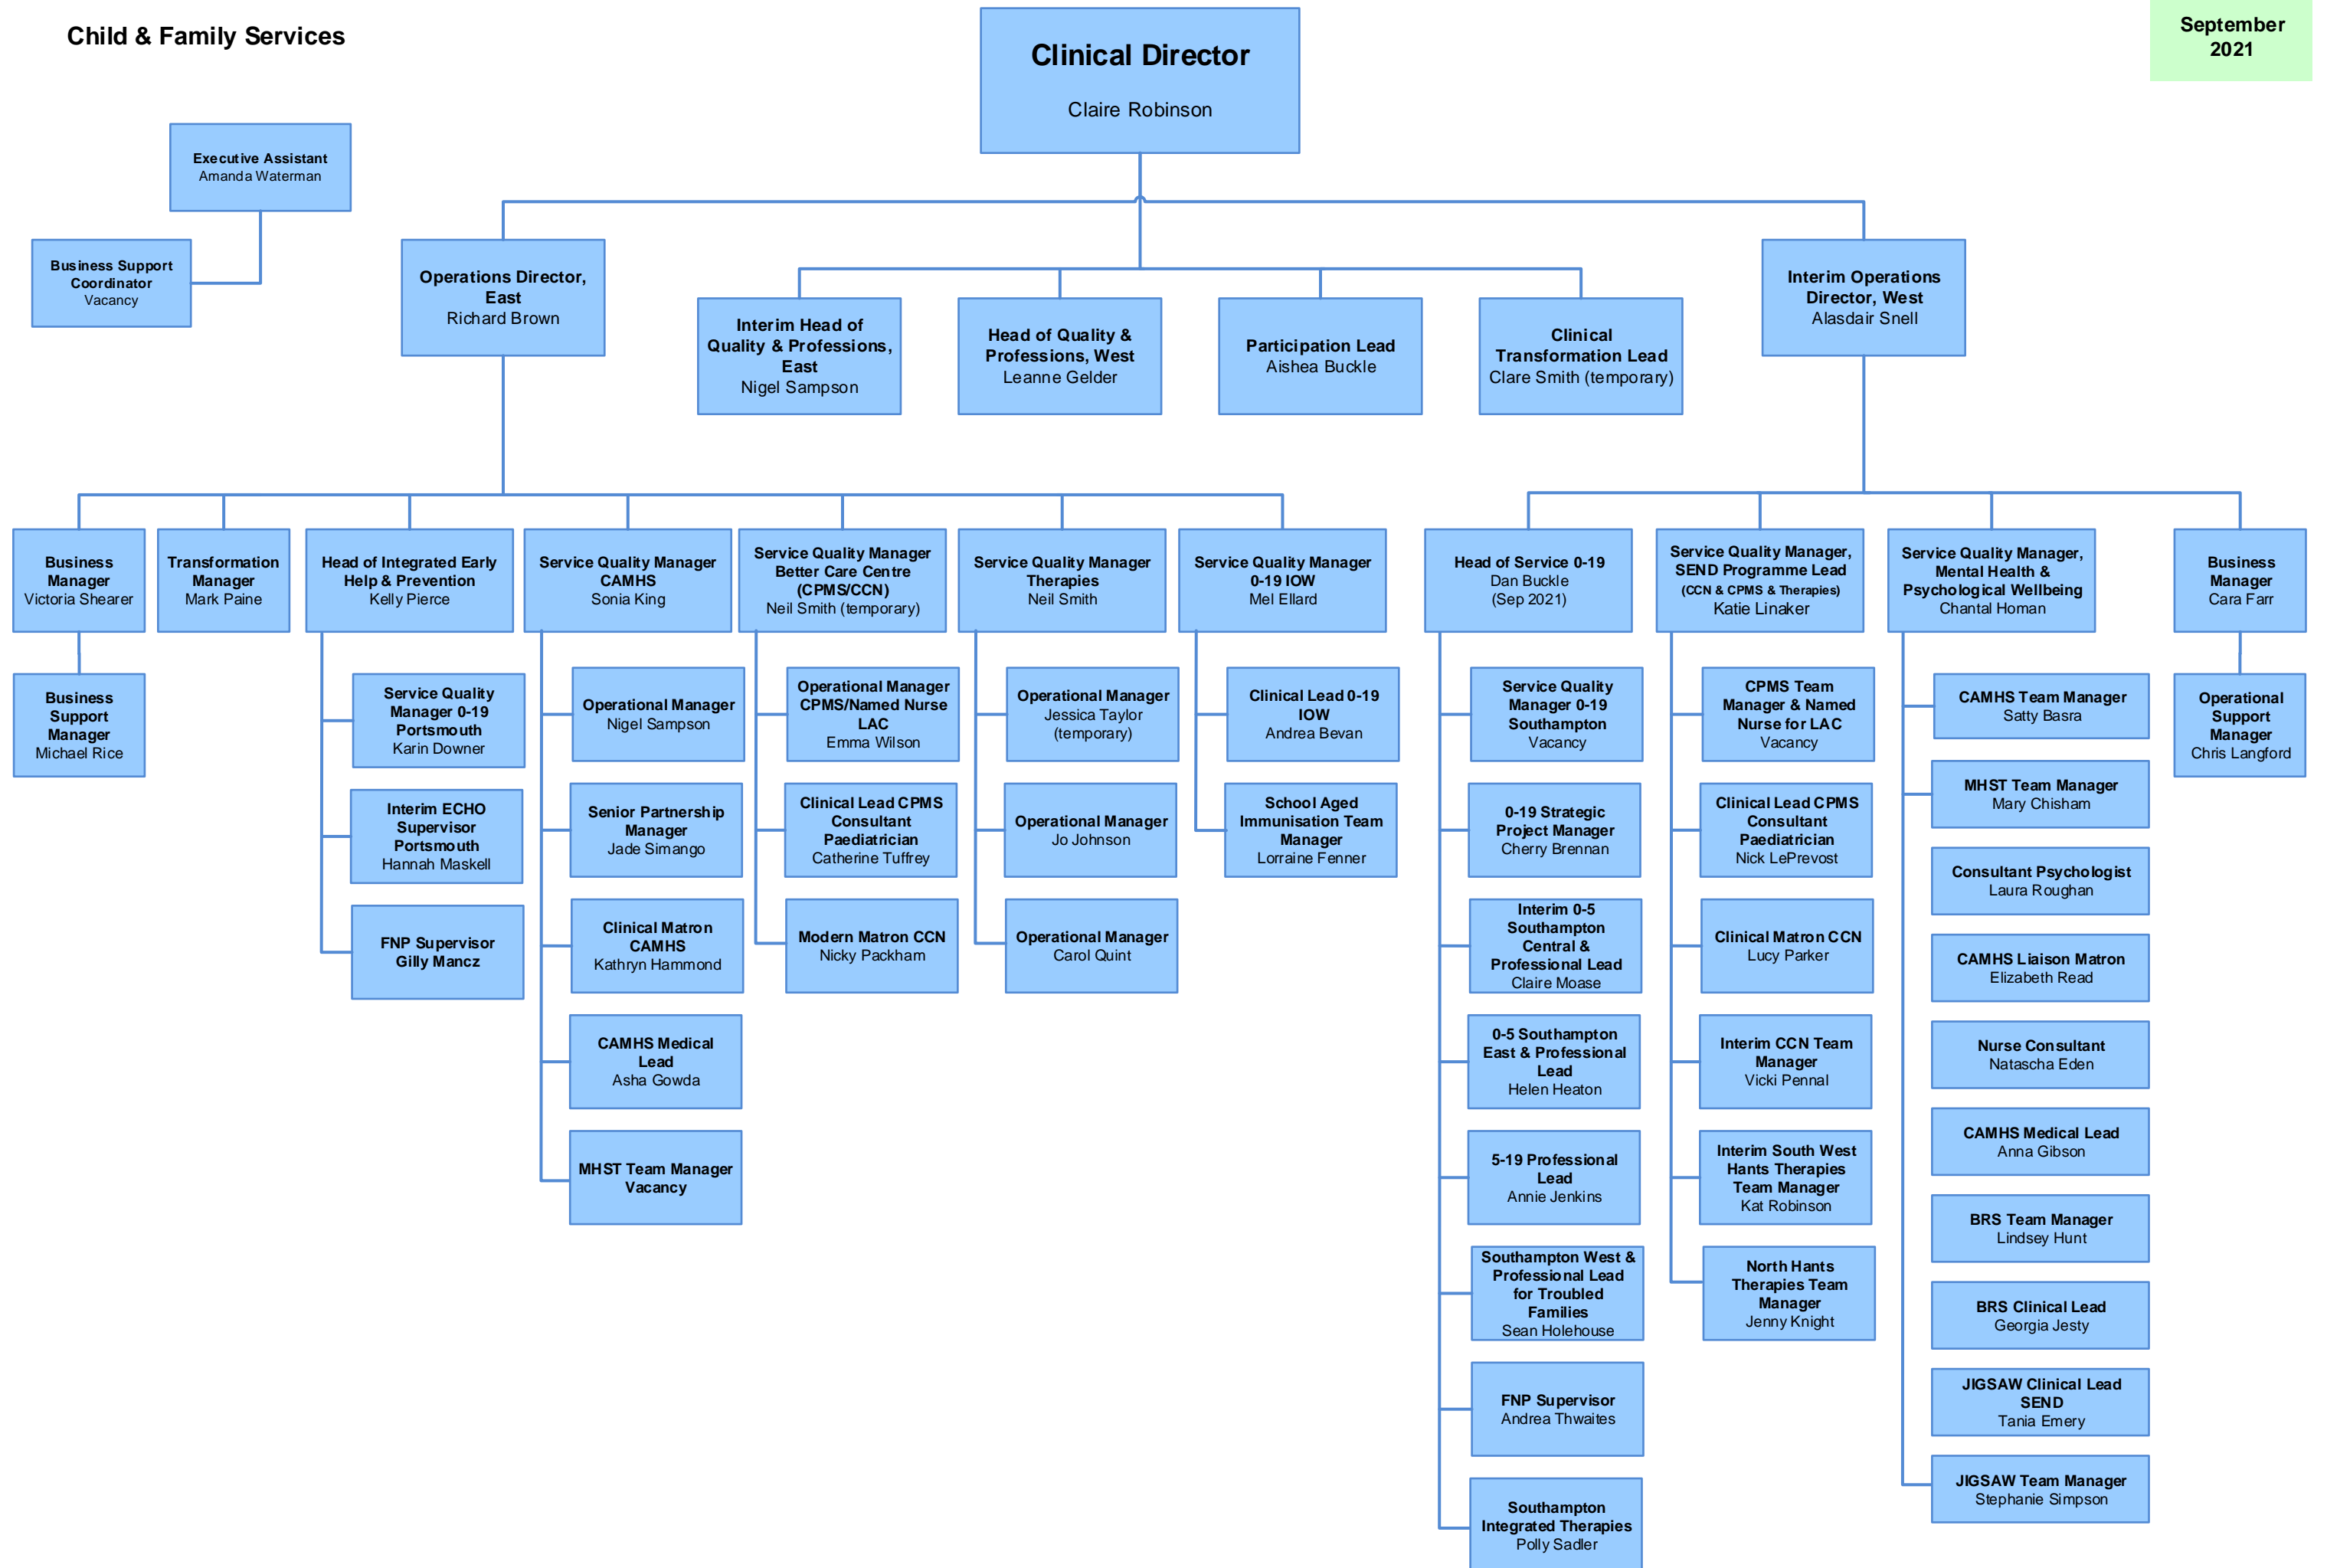 Child & Family Services
September
2021
Clinical Director
Claire Robinson
Executive Assistant
Amanda Waterman
Business Support
Coordinator
Vacancy
Operations Director,
East
Richard Brown
Interim Head of
Quality & Professions,
East
Nigel Sampson
Head of Quality &
Professions, West
Leanne Gelder
Participation Lead
Aishea Buckle
Clinical
Transformation Lead
Clare Smith (temporary)
Interim Operations
Director, West
Alasdair Snell
Business
Manager
Victoria Shearer
Business
Support
Manager
Michael Rice
Transformation
Manager
Mark Paine
Head of Integrated Early
Help & Prevention
Kelly Pierce
Service Quality
Manager 0-19
Portsmouth
Karin Downer
Interim ECHO
Supervisor
Portsmouth
Hannah Maskell
FNP Supervisor
Gilly Mancz
Service Quality Manager
CAMHS
Sonia King
Operational Manager
Nigel Sampson
Senior Partnership
Manager
Jade Simango
Clinical Matron
CAMHS
Kathryn Hammond
CAMHS Medical
Lead
Asha Gowda
MHST Team Manager
Vacancy
Service Quality Manager
Better Care Centre
(CPMS/CCN)
Neil Smith (temporary)
Operational Manager
CPMS/Named Nurse
LAC
Emma Wilson
Clinical Lead CPMS
Consultant
Paediatrician
Catherine Tuffrey
Modern Matron CCN
Nicky Packham
Service Quality Manager
Therapies
Neil Smith
Operational Manager
Jessica Taylor
(temporary)
Operational Manager
Jo Johnson
Operational Manager
Carol Quint
Service Quality Manager
0-19 IOW
Mel Ellard
Clinical Lead 0-19
IOW
Andrea Bevan
School Aged
Immunisation Team
Manager
Lorraine Fenner
Head of Service 0-19
Dan Buckle
(Sep 2021)
Service Quality
Manager 0-19
Southampton
Vacancy
0-19 Strategic
Project Manager
Cherry Brennan
Interim 0-5
Southampton
Central &
Professional Lead
Claire Moase
0-5 Southampton
East & Professional
Lead
Helen Heaton
5-19 Professional
Lead
Annie Jenkins
Southampton West &
Professional Lead
for Troubled
Families
Sean Holehouse
FNP Supervisor
Andrea Thwaites
Southampton
Integrated Therapies
Polly Sadler
Service Quality Manager,
SEND Programme Lead
(CCN & CPMS & Therapies)
Katie Linaker
CPMS Team
Manager & Named
Nurse for LAC
Vacancy
Clinical Lead CPMS
Consultant
Paediatrician
Nick LePrevost
Clinical Matron CCN
Lucy Parker
Interim CCN Team
Manager
Vicki Pennal
Interim South West
Hants Therapies
Team Manager
Kat Robinson
North Hants
Therapies Team
Manager
Jenny Knight
Service Quality Manager,
Mental Health &
Psychological Wellbeing
Chantal Homan
CAMHS Team Manager
Satty Basra
MHST Team Manager
Mary Chisham
Consultant Psychologist
Laura Roughan
CAMHS Liaison Matron
Elizabeth Read
Nurse Consultant
Natascha Eden
CAMHS Medical Lead
Anna Gibson
BRS Team Manager
Lindsey Hunt
BRS Clinical Lead
Georgia Jesty
JIGSAW Clinical Lead
SEND
Tania Emery
JIGSAW Team Manager
Stephanie Simpson
Business
Manager
Cara Farr
Operational
Support
Manager
Chris Langford